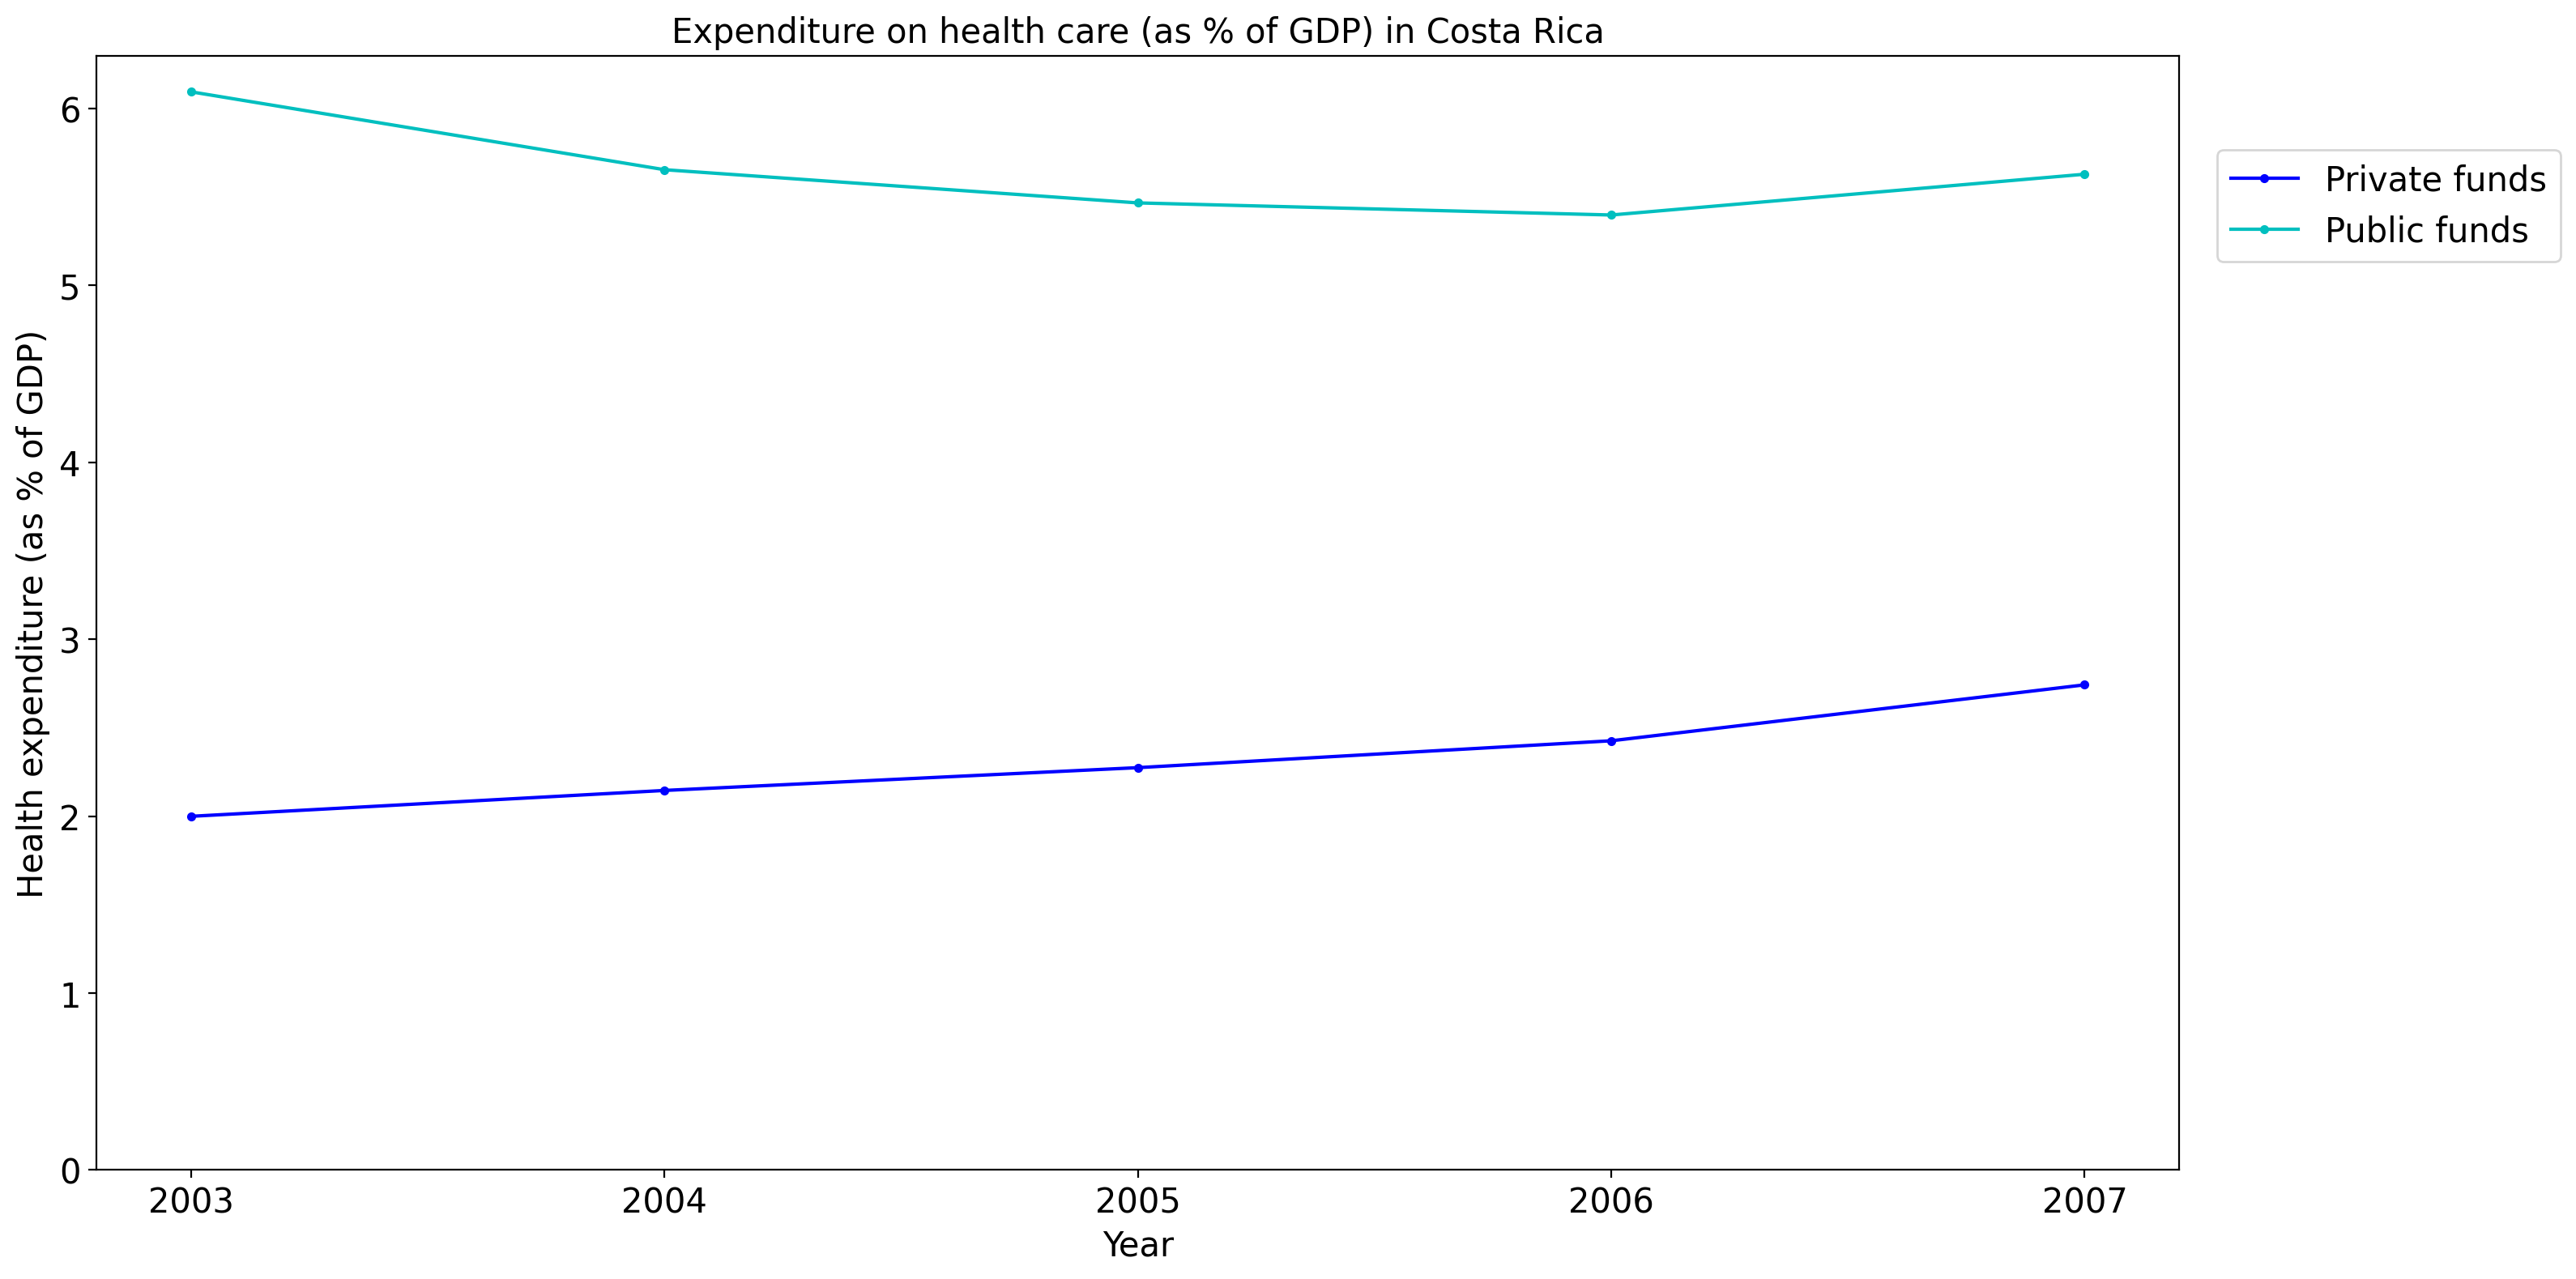 Expenditure on health care (as % of GDP) in Costa Rica
Health expenditure (as % of GDP)
6
5
4
3
2
1
0
2003
2004
2005
2006
2007
Year
Private funds
Public funds